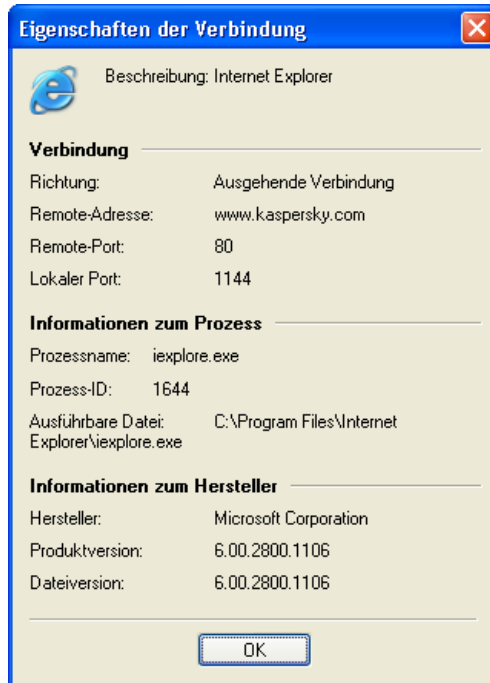 Eigenschaften der Verbindung
Beschreibung: Internet Explorer
Verbindung
Richtung: Ausgehende Verbindung
Remote-Adresse: www.kaspersky.com
Remote-Port: 80
Lokaler Port: 1144
Informationen zum Prozess
Prozessname: iexplore.exe
Prozess-ID: 1644
Ausführbare Datei: C:\Program Files\Internet
Explorer\iexplore.exe
Informationen zum Hersteller
Hersteller: Microsoft Corporation
Produktversion: 6.00.2800.1106
Dateiversion: 6.00.2800.1106
OK